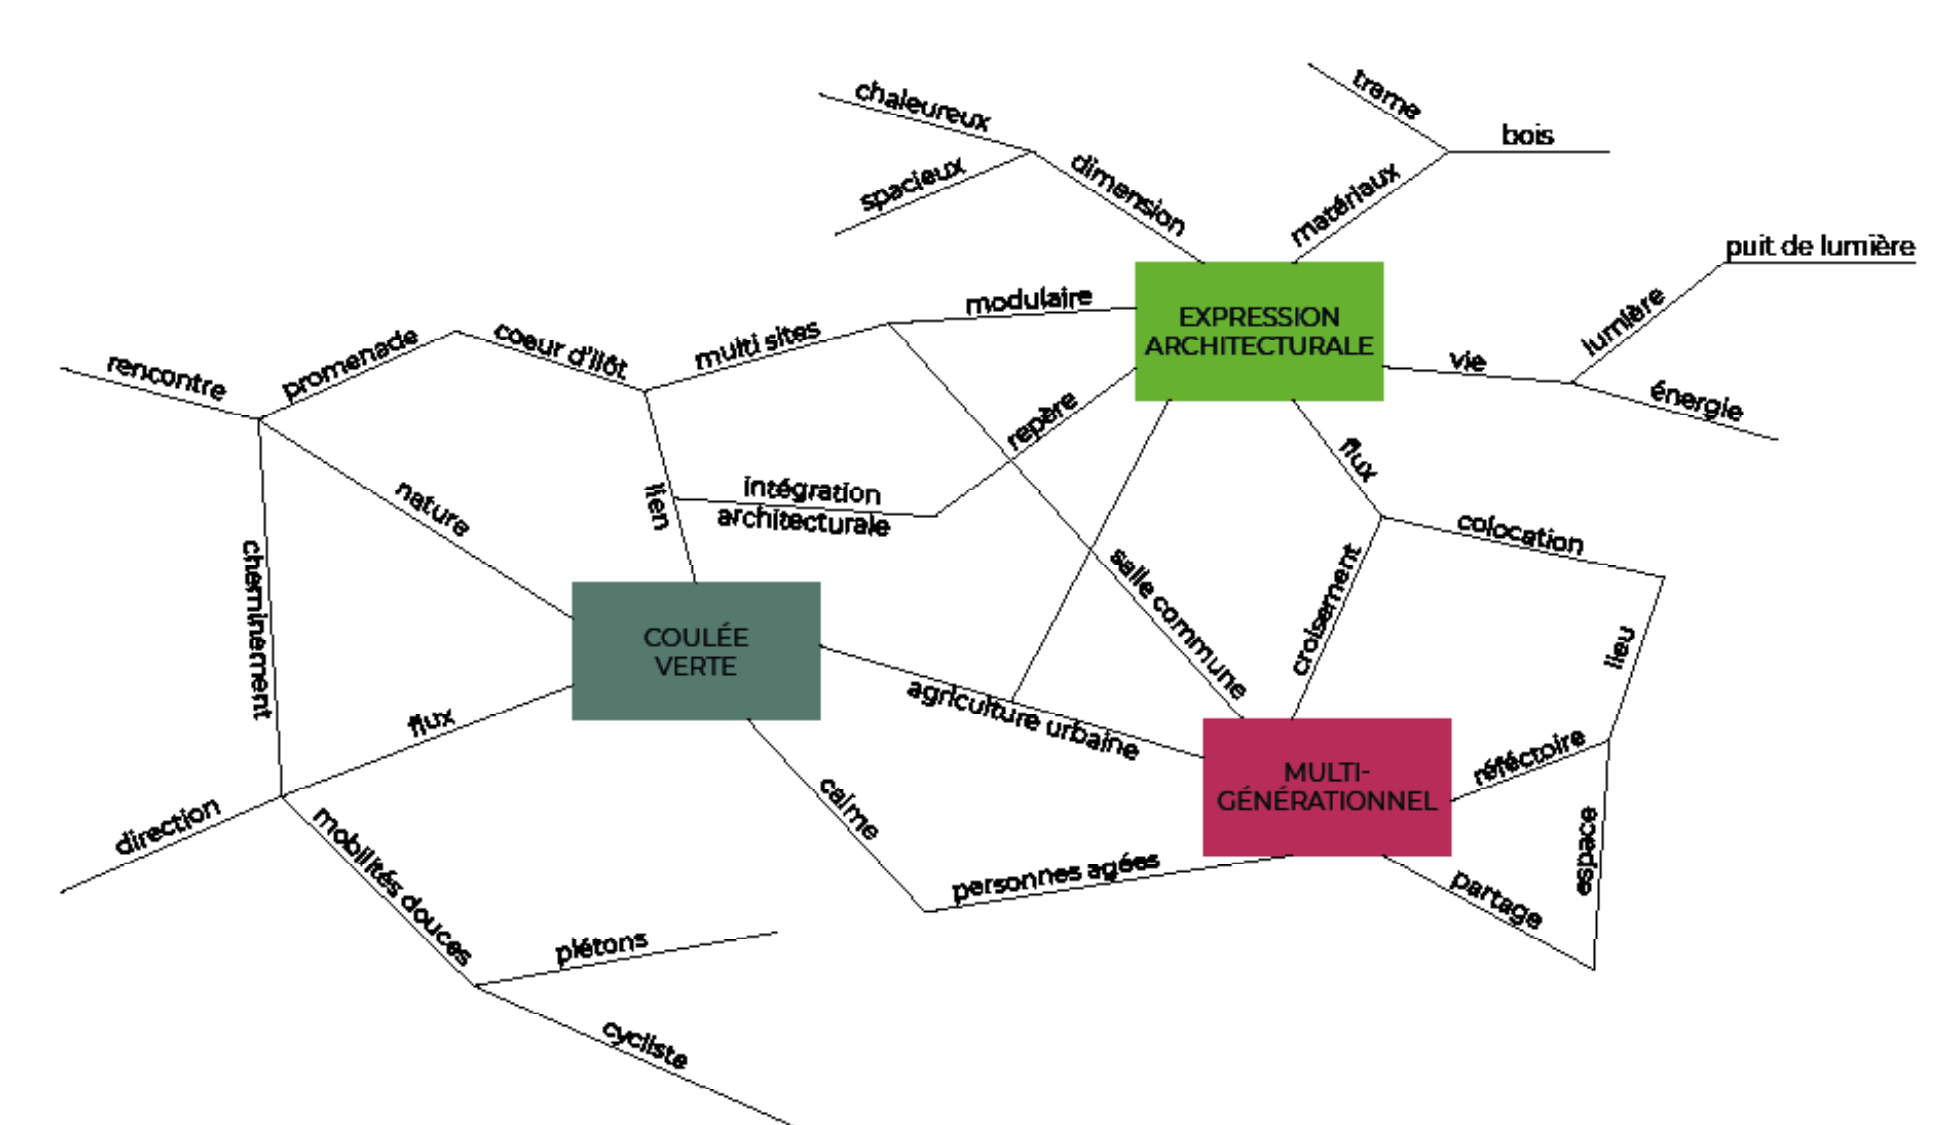 trame
chaleureux
bois
dimension
spacieux
matériaux
puit de lumière
modulaire
EXPRESSION
ARCHITECTURALE
lumière
multi sites
coeur d'ilôt
promenade
rencontre
vie
énergie
repère
flux
nature
lien
intégration
architecturale
colocation
cheminement
salle commune
croisement
lieu
COULÉE
VERTE
agriculture urbaine
flux
réféctoire
MULTI-
GÉNÉRATIONNEL
direction
mobilités douces
calme
personnes agées
espace
partage
piétons
cycliste